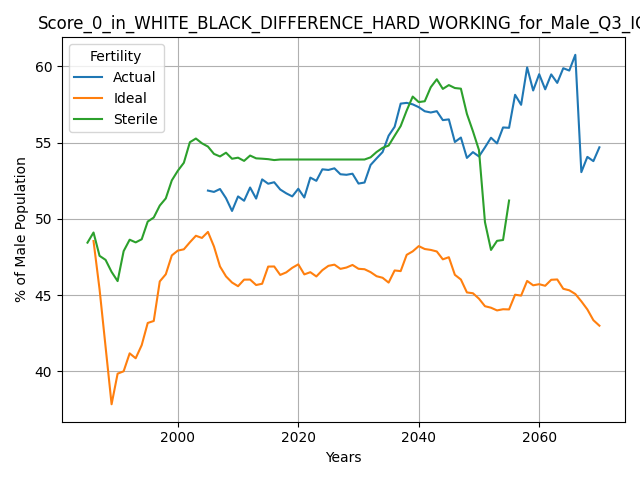 Score_0_in_WHITE_BLACK_DIFFERENCE_HARD_WORKING_for_Male_Q3_IC
Fertility
Actual
Ideal
Sterile
% of Male Population
60
55
50
45
40
2000
2020
2040
2060
Years